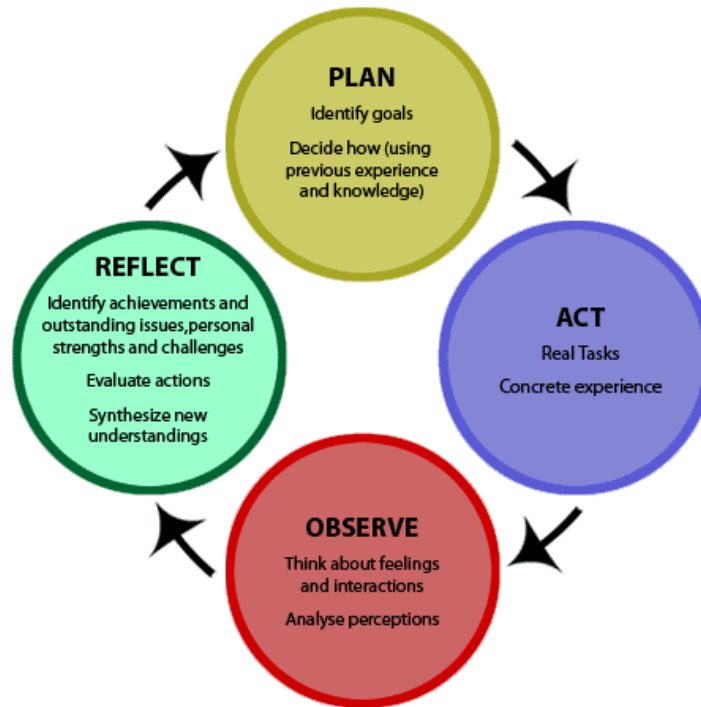 PLAN
Identify goals
Decide how (using
previous experience
and knowledge)
ACT
Real Tasks
Concrete experience
OBSERVE
Think about feelings
and interactions
Analyse perceptions
REFLECT
Identify achievements and
outstanding issues,personal
strengths and challenges
Evaluate actions
Synthesize new
understandings